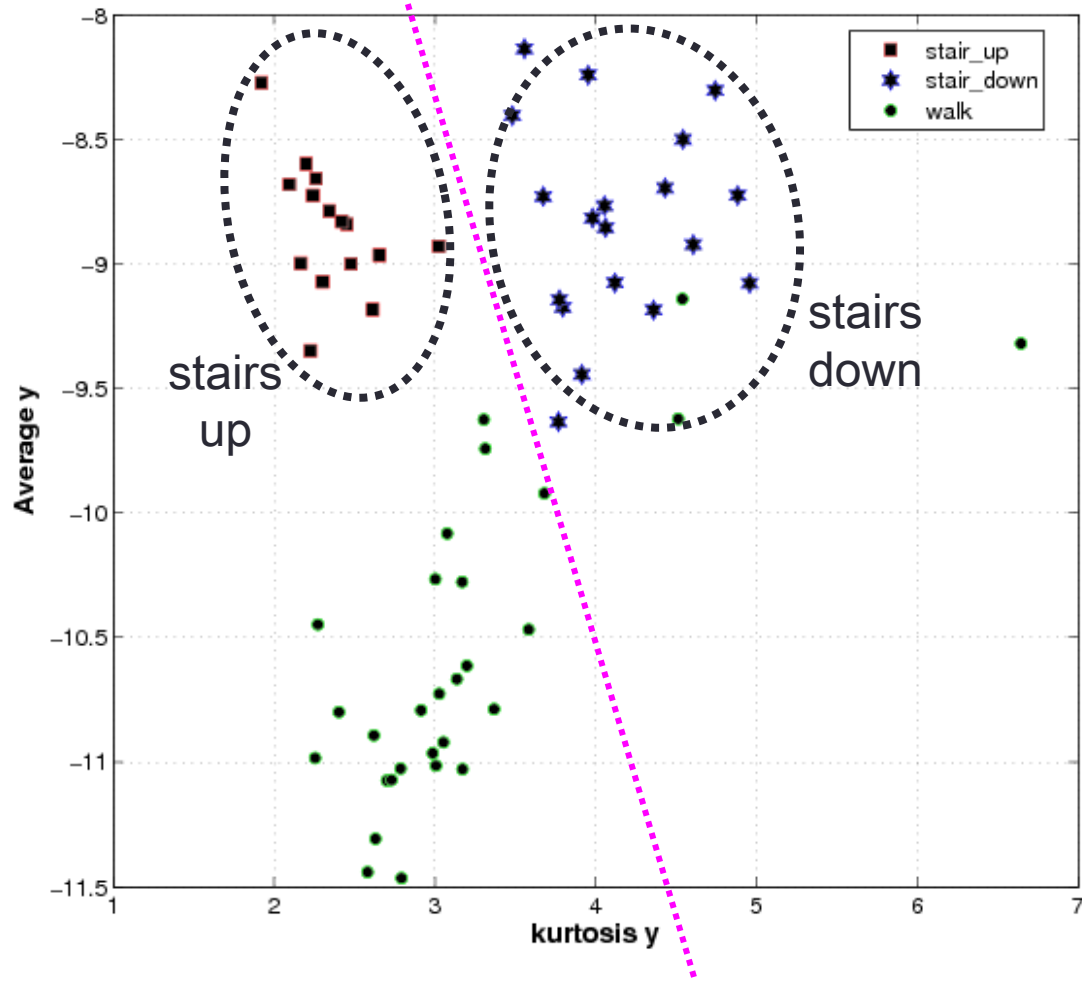 −8
−8.5
−9
−9.5
−10
−10.5
−11
−11.5
Average y
stair_up
stair_down
walk
stairs
up
stairs
down
1
2
3
4
5
6
7
kurtosis y